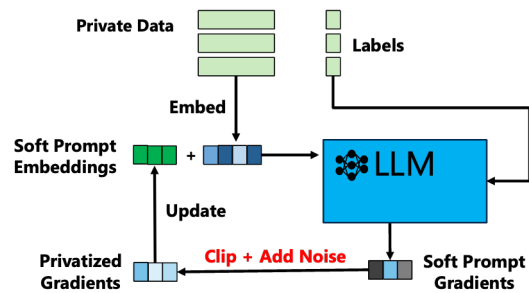 Private Data
Labels
Embed
Soft Prompt
Embeddings
+
LLM
Update
Clip + Add Noise
Privatized
Gradients
Soft Prompt
Gradients